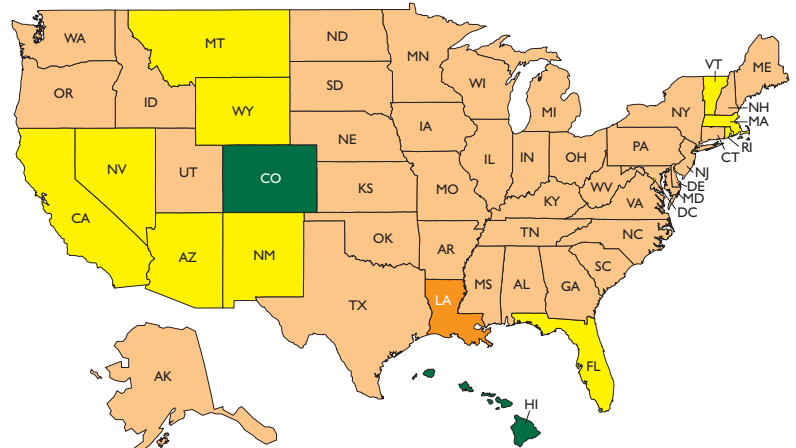 WA
MT
ND
MN
OR
ID
WY
SD
WI
MI
VT
ME
NY
NH
MA
RI
CT
NV
UT
CO
NE
IA
IL
IN
OH
PA
NJ
DE
MD
DC
CA
KS
MO
KY
WV
VA
AZ
NM
OK
AR
TN
NC
SC
TX
LA
MS
AL
GA
FL
AK
HI